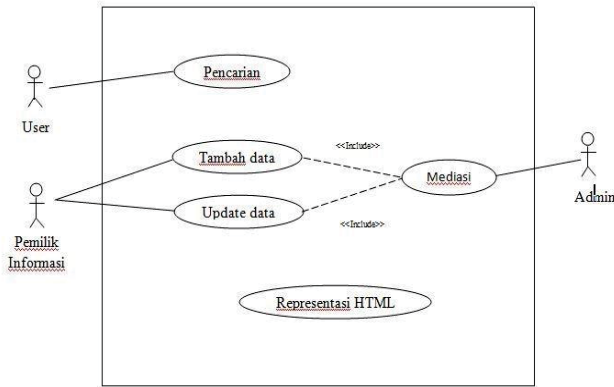 Pencarian
User
Tambah data
<<Include>>
Mediasi
Admin
Update data
<<Include>>
Pemilik
Informasi
Representasi HTML